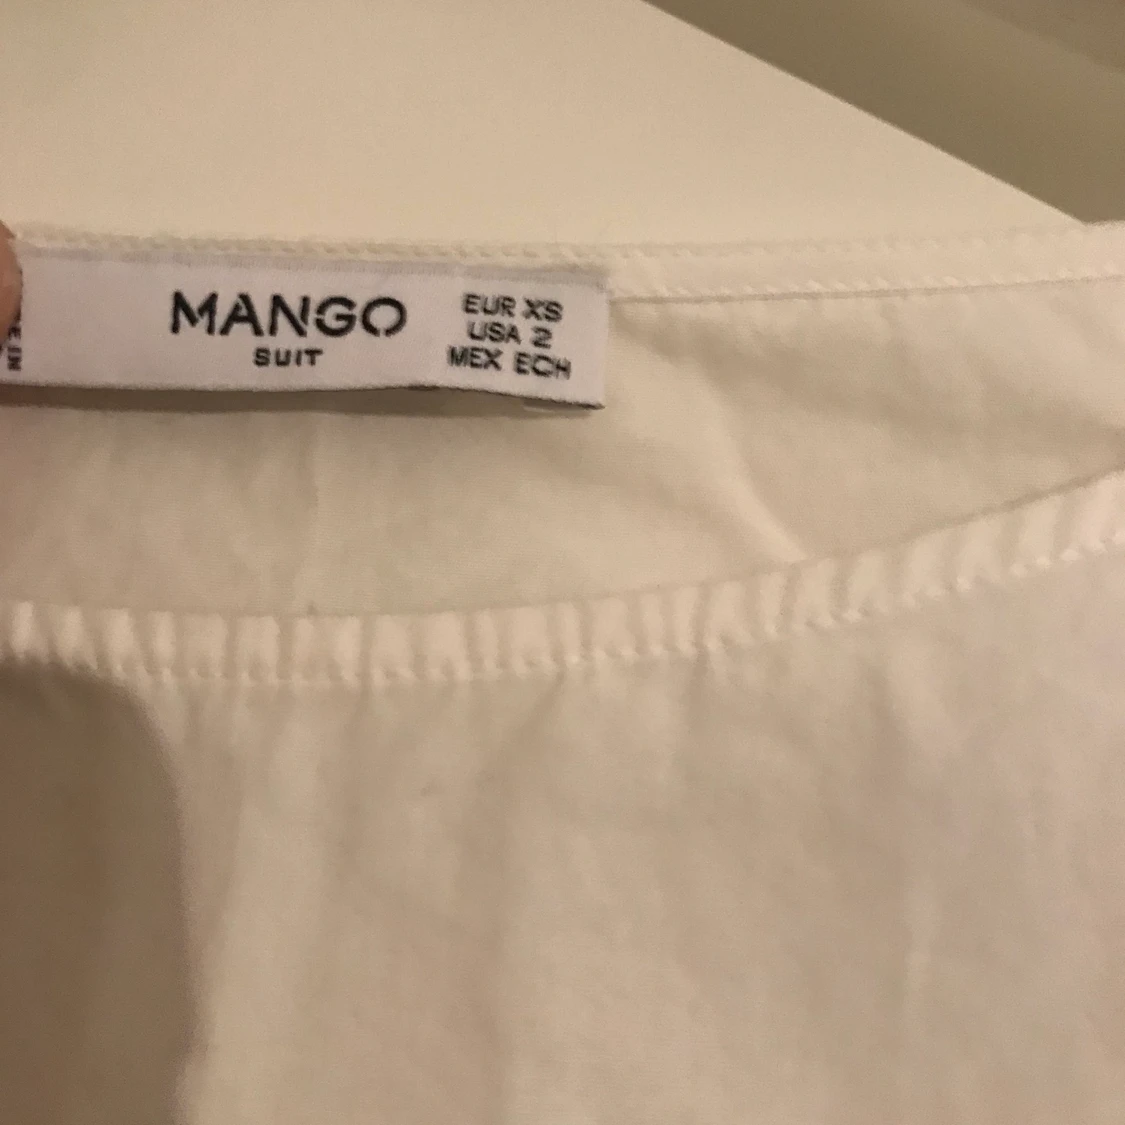 MANGO
SUIT
EUR XS
USA 2
MEX ECH